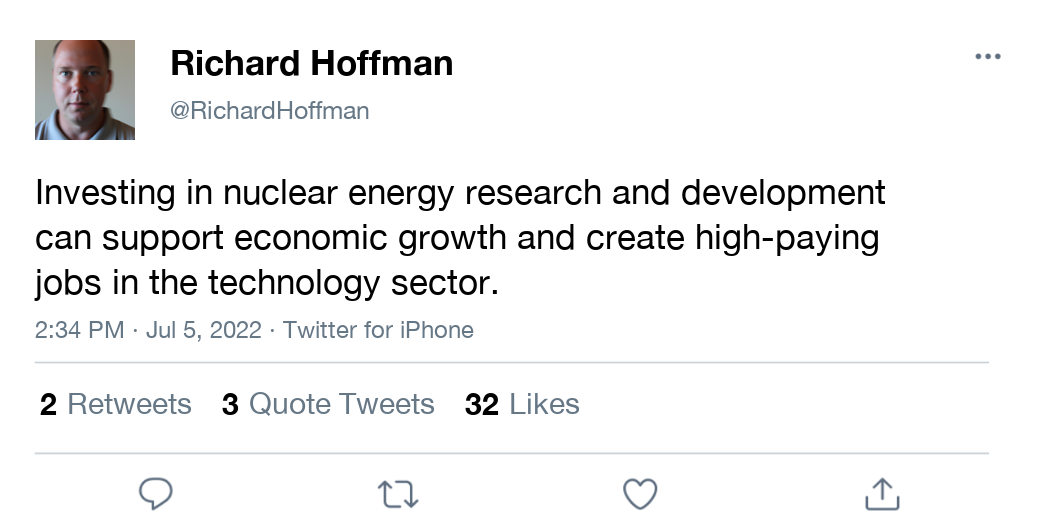 Richard Hoffman
@RichardHoffman
Investing in nuclear energy research and development
can support economic growth and create high-paying
jobs in the technology sector.
2:34 PM · Jul 5, 2022 · Twitter for iPhone
2 Retweets 3 Quote Tweets 32 Likes